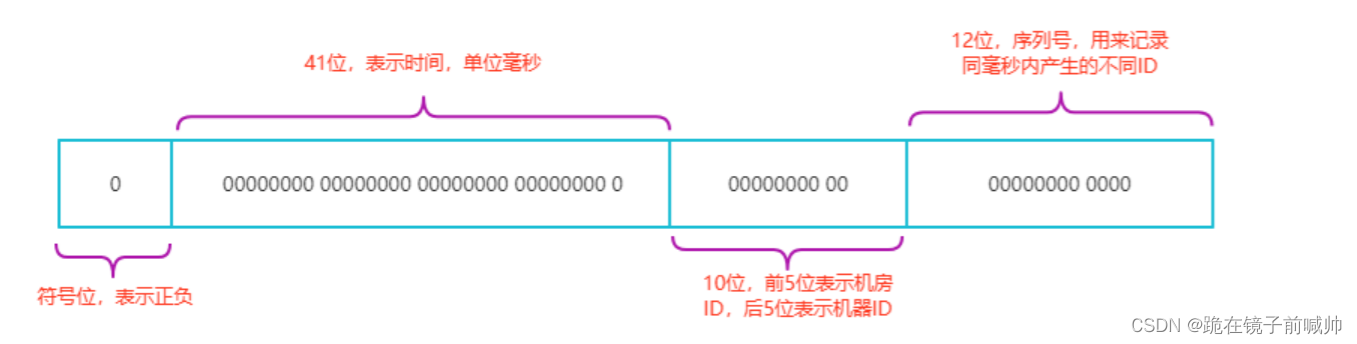 12位，序列号，用来记录
同毫秒内产生的不同ID
41位，表示时间，单位毫秒
0
00000000 00000000 00000000 00000000 0
00000000 00
00000000 0000
符号位，表示正负
10位，前5位表示机房
ID，后5位表示机器ID
CSDN @跪在镜子前喊帅